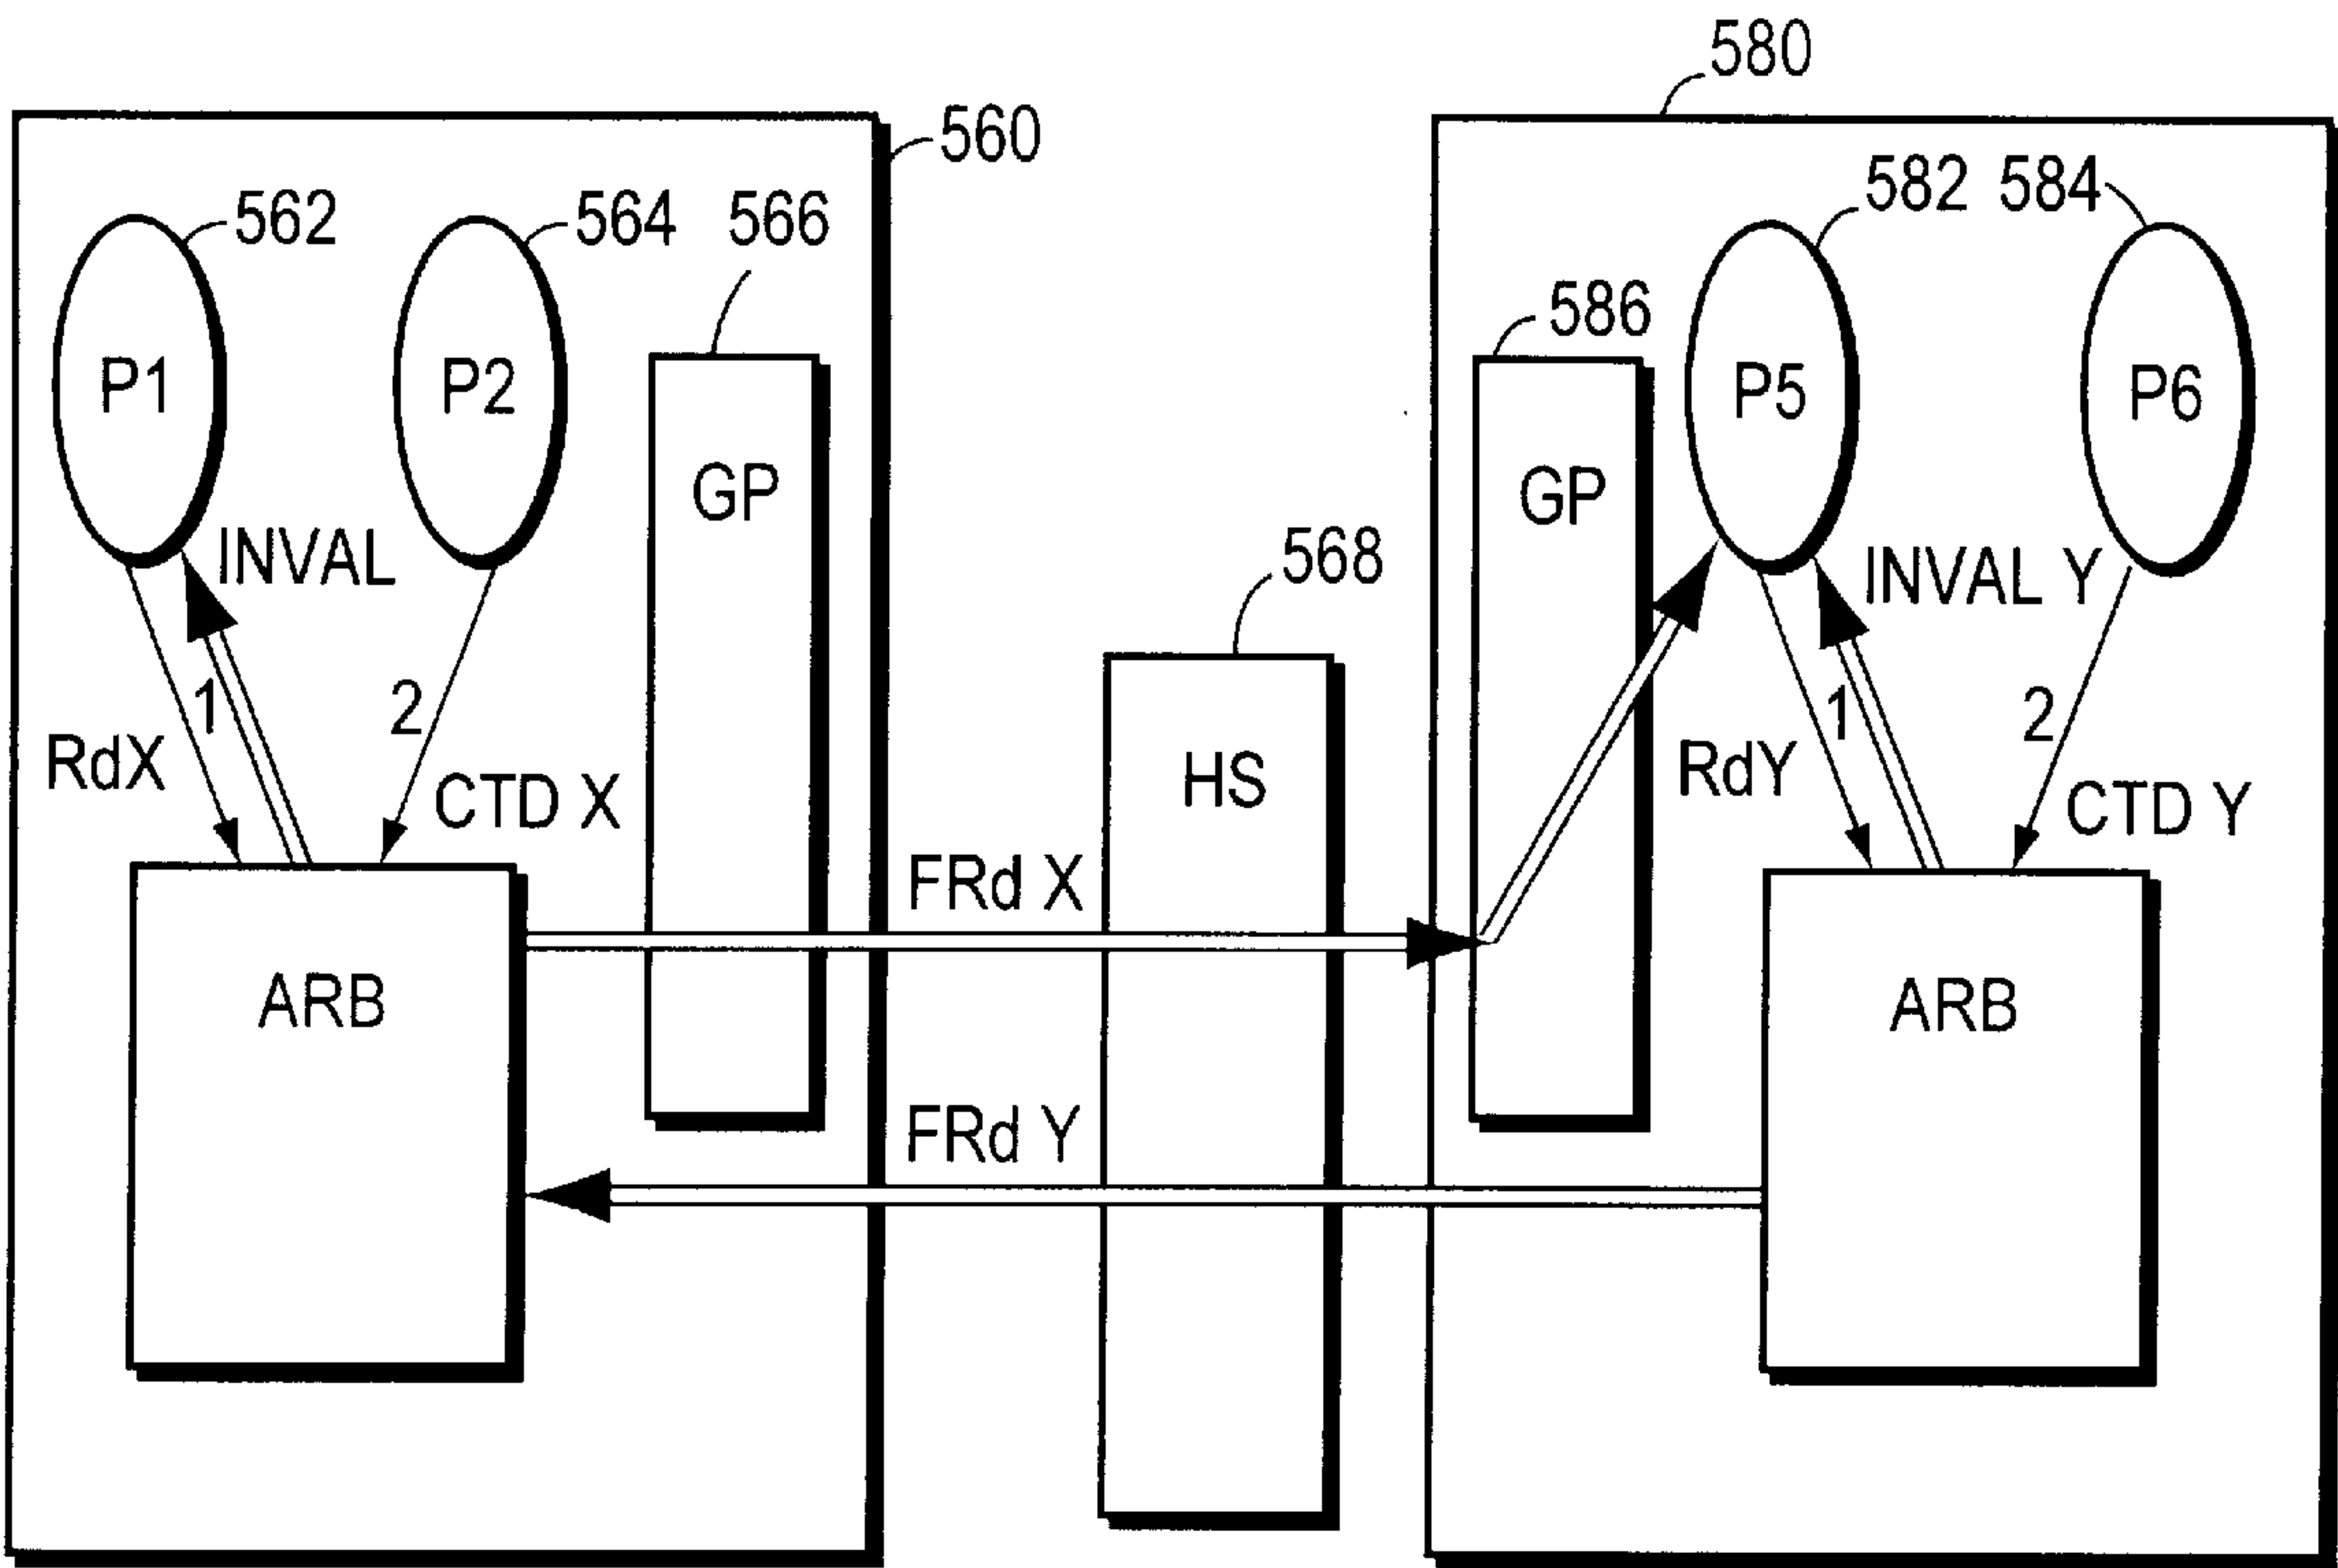 580
560
562
564
566
582
584
586
P1
P2
GP
GP
P5
P6
INVAL
568
INVAL Y
1
2
1
2
RdX
CTD X
HS
RdY
CTD Y
FRd X
ARB
ARB
FRd Y